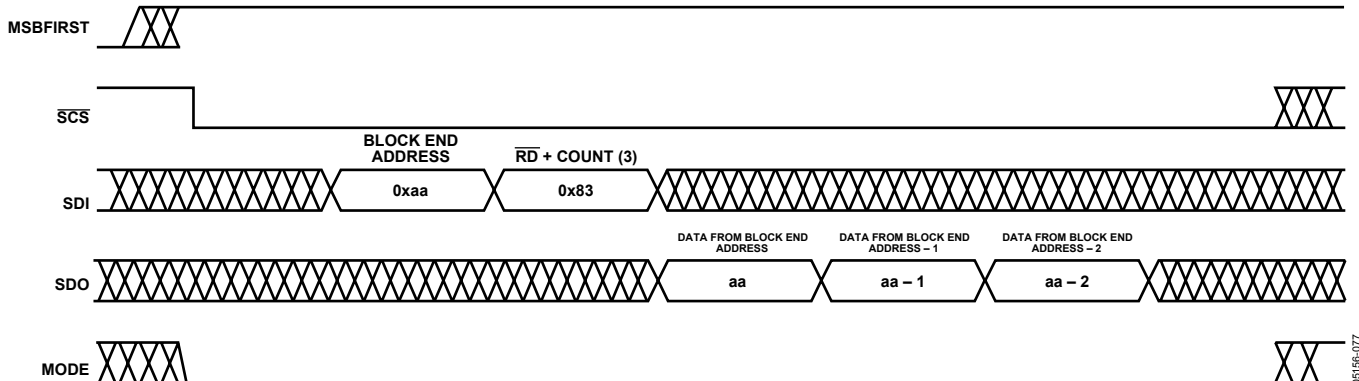 MSBFIRST
SCS
BLOCK END
ADDRESS
RD + COUNT (3)
SDI
0xaa
0x83
DATA FROM BLOCK END
ADDRESS
DATA FROM BLOCK END
ADDRESS – 1
DATA FROM BLOCK END
ADDRESS – 2
SDO
aa
aa – 1
aa – 2
MODE
05156-077